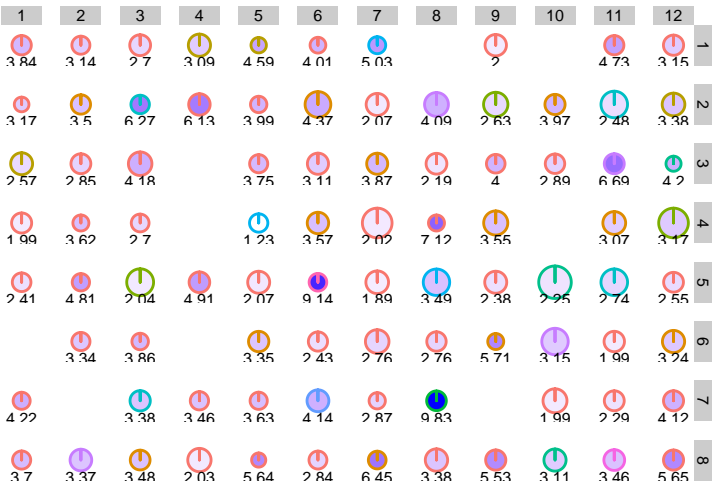 1 2 3 4 5 6 7 8 9 10 11 12
3.84 3.14 2.7 3.09 4.59 4.01 5.03 2 4.73 3.15 1
3.17 3.5 6.27 6.13 3.99 4.37 2.07 4.09 2.63 3.97 2.48 3.38 2
2.57 2.85 4.18 3.75 3.11 3.87 2.19 4 2.89 6.69 4.2 3
1.99 3.62 2.7 1.23 3.57 2.02 7.12 3.55 3.07 3.17 4
2.41 4.81 2.04 4.91 2.07 9.14 1.89 3.49 2.38 2.25 2.74 2.55 5
3.34 3.86 3.35 2.43 2.76 2.76 5.71 3.15 1.99 3.24 6
4.22 3.38 3.46 3.63 4.14 2.87 9.83 1.99 2.29 4.12 7
3.7 3.37 3.48 2.03 5.64 2.84 6.45 3.38 5.53 3.11 3.46 5.65 8